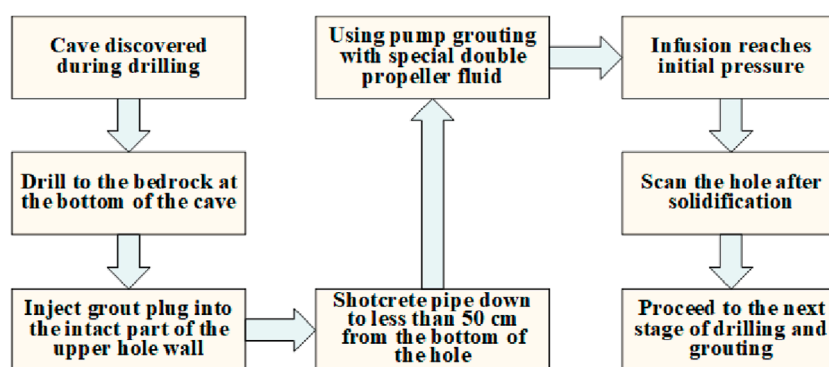 Cave discovered
during drilling
Drill to the bedrock at
the bottom of the cave
Inject grout plug into
the intact part of the
upper hole wall
Shotcrete pipe down
to less than 50 cm
from the bottom of
the hole
Using pump grouting
with special double
propeller fluid
Infusion reaches
initial pressure
Scan the hole after
solidification
Proceed to the next
stage of drilling and
grouting